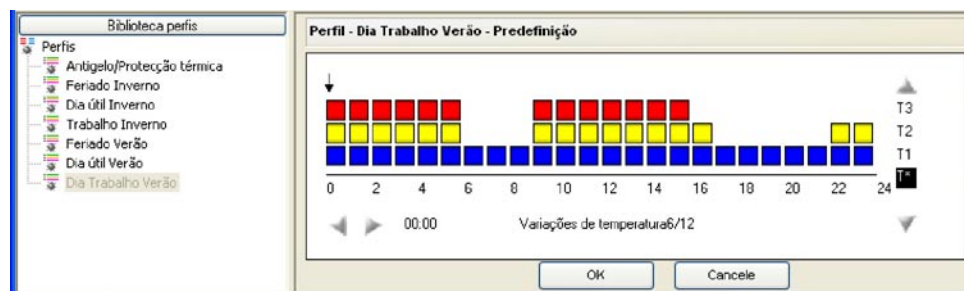 Biblioteca perfis
Perfis
Antigelo/Protecção térmica
Feriado Inverno
Dia útil Inverno
Trabalho Inverno
Feriado Verão
Dia útil Verão
Dia Trabalho Verão
Perfil - Dia Trabalho Verão - Predefinição
T3
T2
T1
T*
0 2 4 6 8 10 12 14 16 18 20 22 24
00:00 Variações de temperatura6/12
OK Cancele